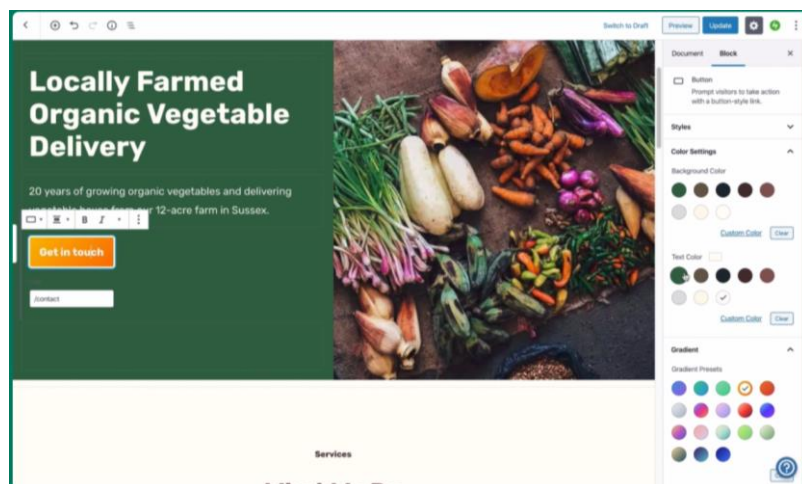 Switch to Draft
Preview
Update
Locally Farmed
Organic Vegetable
Delivery
20 years of growing organic vegetables and delivering
our 12-acre farm in Sussex.
B I
Get in touch
/contact
Services
Document
Block
Button
Prompt visitors to take action
with a button-style link.
Styles
Color Settings
Background Color
Custom Color
Clear
Text Color
Custom Color
Clear
Gradient
Gradient Presets